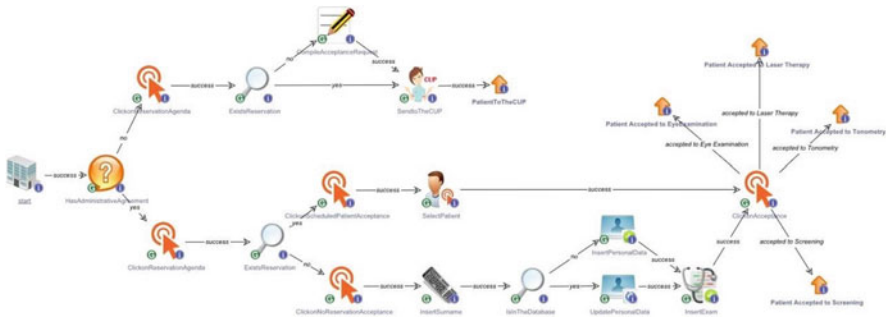 no
CompileAcceptanceRequest
success
Patient Accepted to Laser Therapy
success
success
success
yes
CUP
ClickonReservationAgenda
ExistsReservation
SendtoTheCUP
PatientToTheCUP
accepted to Laser Therapy
Patient Accepted to EyeExamination
Patient Accepted to Tonometry
no
accepted to Eye Examination
accepted to Tonometry
success
success
success
start
HavAdministrativeAgreement
ClickonScheduledPatientAcceptance
SelectPatient
ClickonAcceptance
yes
yes
success
InsertPersonalData
success
accepted to Screening
ClickonReservationAgenda
ExistsReservation
no
no
success
success
success
yes
success
ClickonNoReservationAcceptance
InsertSurname
IsInTheDatabase
UpdatePersonalData
InsertExam
Patient Accepted to Screening